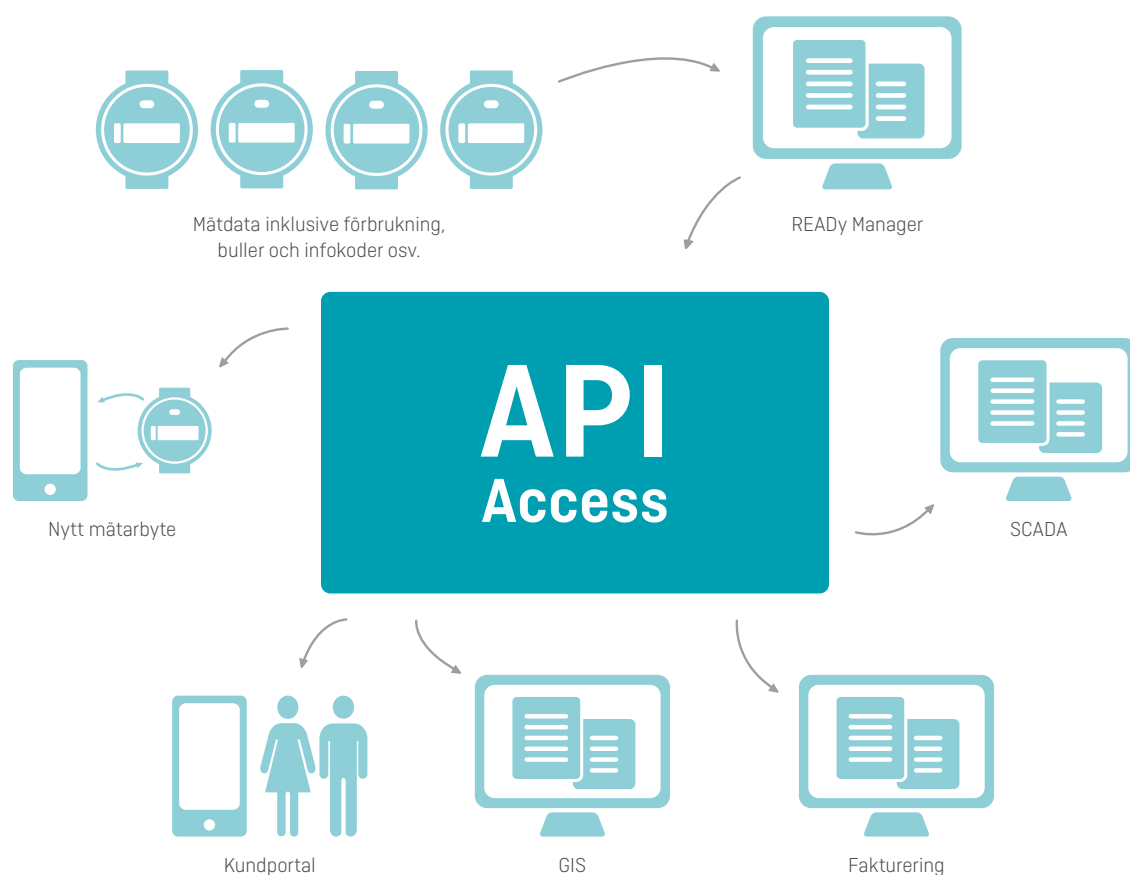 Mätdata inklusive förbrukning,
buller och infokoder osv.
READy Manager
API
Access
Nytt mätarbyte
SCADA
Kundportal
GIS
Fakturering